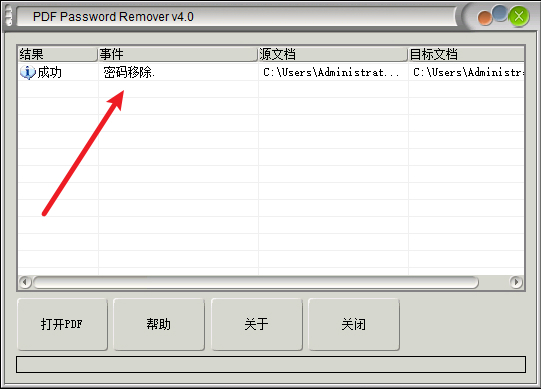 PDF Password Remover v4.0
结果 事件 源文档 目标文档
成功 密码移除. C:\Users\Administrat... C:\Users\Administra
打开PDF 帮助 关于 关闭